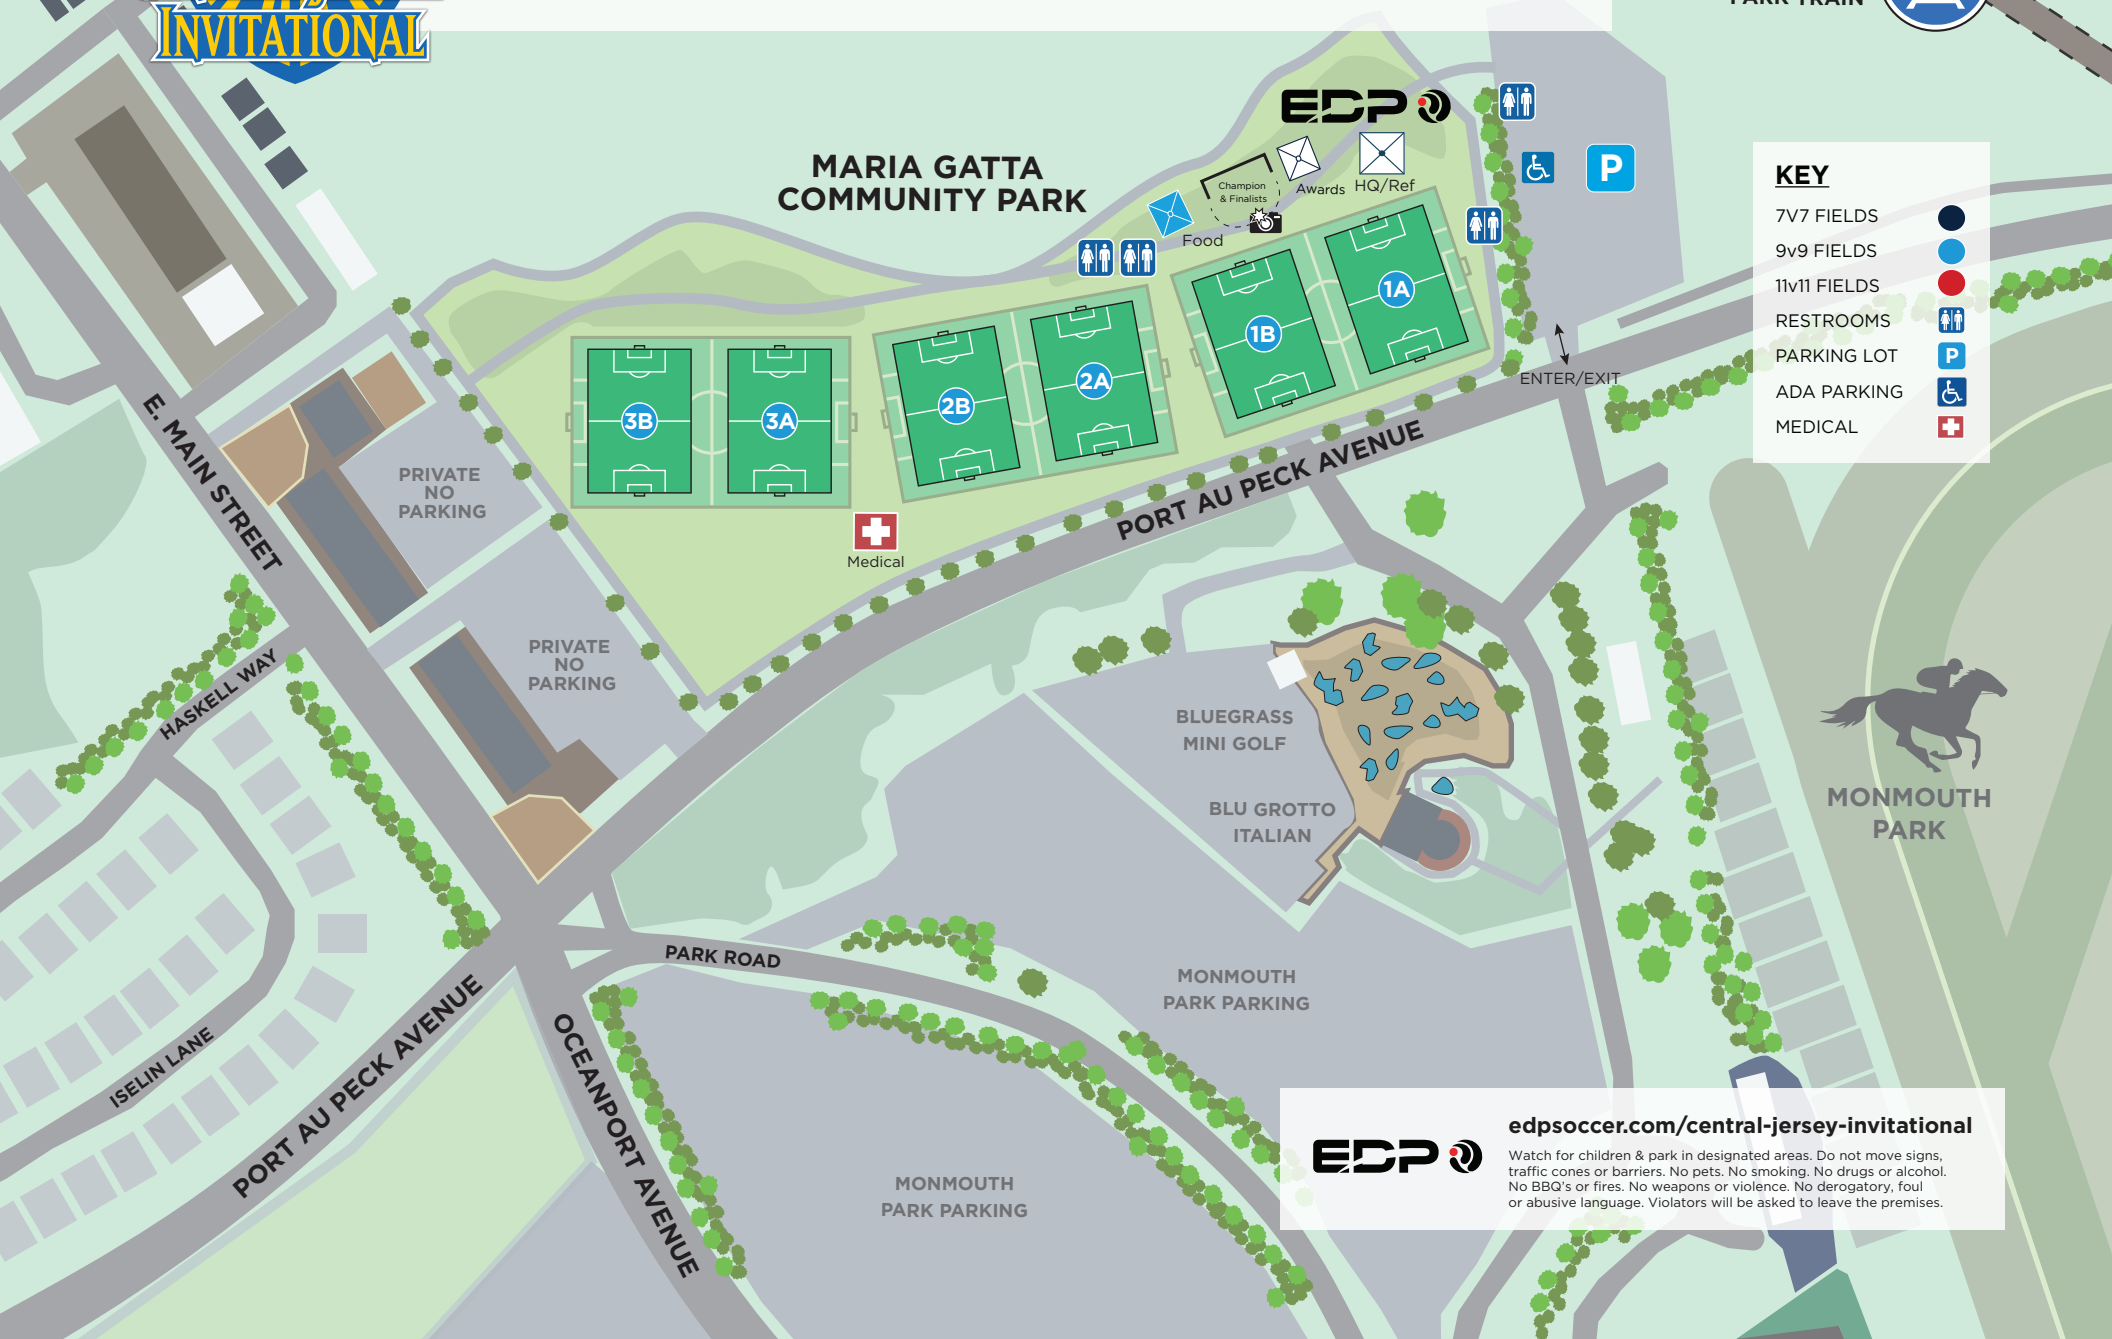 INVITATIONAL
PARK TRAIN
EDP
MARIA GATTA
COMMUNITY PARK
Champion
& Finalists
Awards
HQ/Ref
Food
P
1A
1B
2A
2B
3A
3B
Medical
ENTER/EXIT
KEY
7V7 FIELDS
9v9 FIELDS
11v11 FIELDS
RESTROOMS
PARKING LOT
P
ADA PARKING
MEDICAL
E. MAIN STREET
PRIVATE
NO
PARKING
PRIVATE
NO
PARKING
PORT AU PECK AVENUE
HASKELL WAY
BLUEGRASS
MINI GOLF
BLU GROTTO
ITALIAN
MONMOUTH
PARK
PARK ROAD
MONMOUTH
PARK PARKING
ISELIN LANE
PORT AU PECK AVENUE
OCEANPORT AVENUE
MONMOUTH
PARK PARKING
EDP
edpsoccer.com/central-jersey-invitational
Watch for children & park in designated areas. Do not move signs,
traffic cones or barriers. No pets. No smoking. No drugs or alcohol.
No BBQ's or fires. No weapons or violence. No derogatory, foul
or abusive language. Violators will be asked to leave the premises.